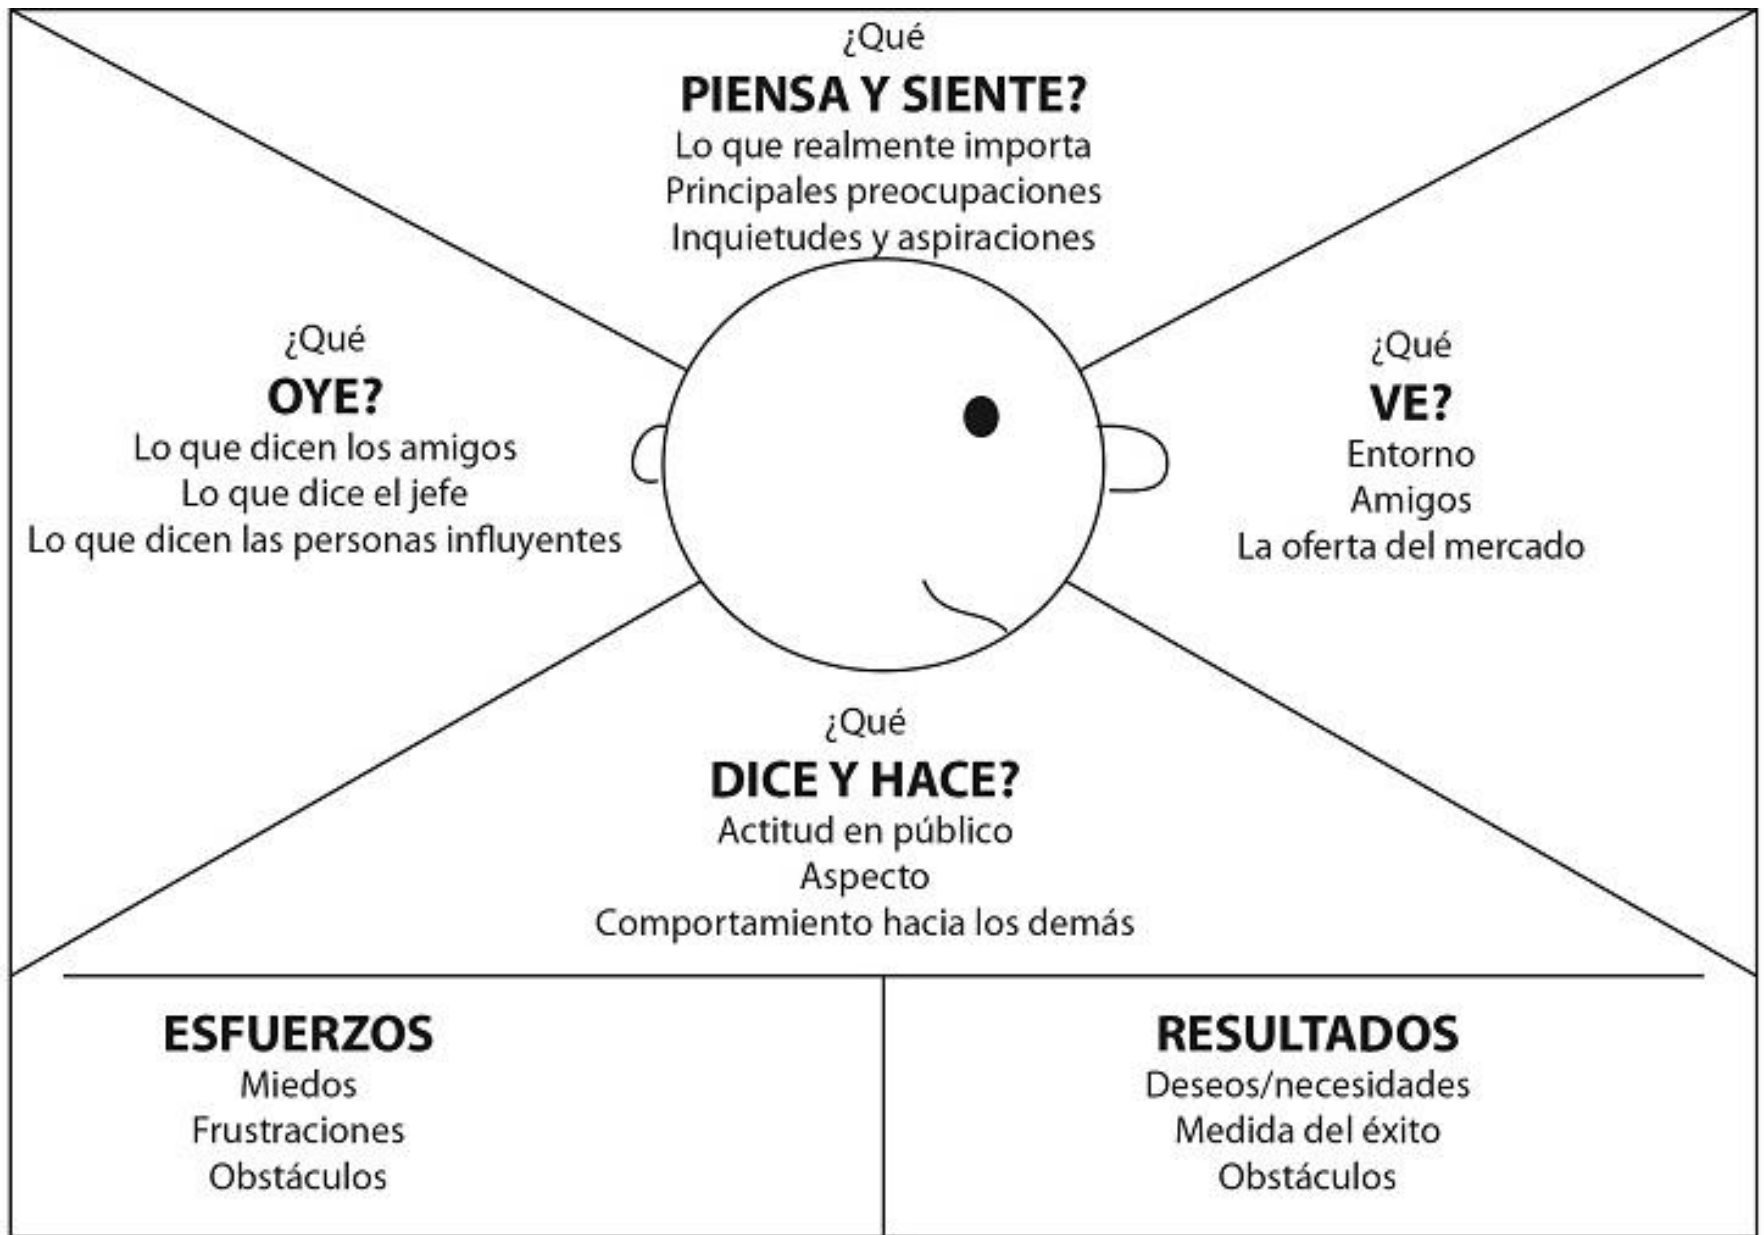 ¿Qué
PIENSA Y SIENTE?
Lo que realmente importa
Principales preocupaciones
Inquietudes y aspiraciones
¿Qué
OYE?
Lo que dicen los amigos
Lo que dice el jefe
Lo que dicen las personas influyentes
¿Qué
VE?
Entorno
Amigos
La oferta del mercado
¿Qué
DICE Y HACE?
Actitud en público
Aspecto
Comportamiento hacia los demás
ESFUERZOS
Miedos
Frustraciones
Obstáculos
RESULTADOS
Deseos/necesidades
Medida del éxito
Obstáculos